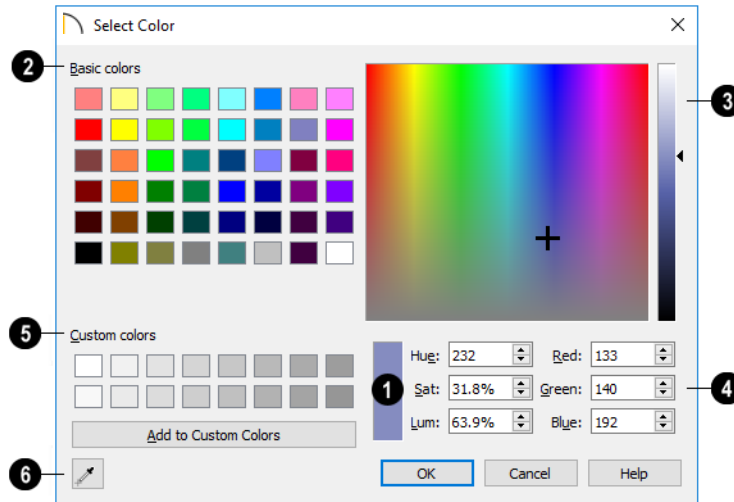 Select Color
2
Basic colors
3
5
Custom colors
1
Hue: 232 Red: 133
Sat: 31.8% Green: 140
4
Lum: 63.9% Blue: 192
Add to Custom Colors
6
OK Cancel Help